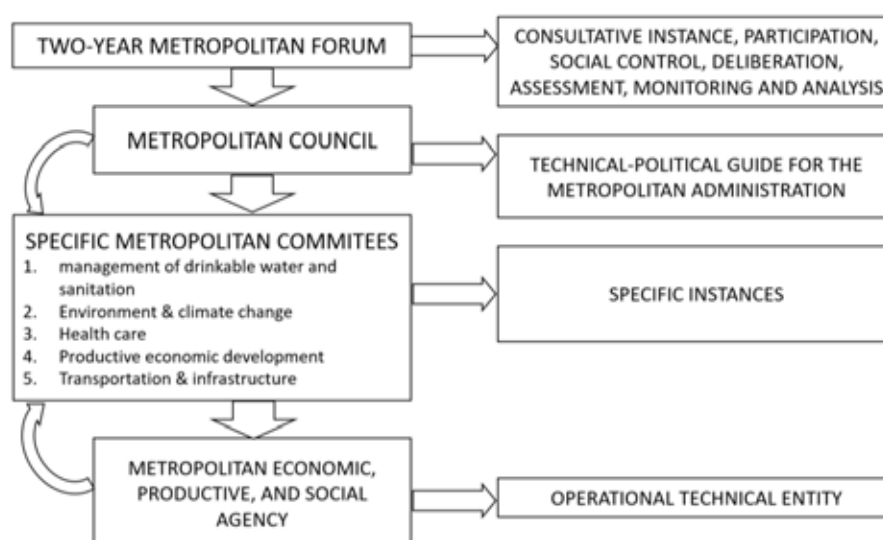 TWO-YEAR METROPOLITAN FORUM
CONSULTATIVE INSTANCE, PARTICIPATION,
SOCIAL CONTROL, DELIBERATION,
ASSESSMENT, MONITORING AND ANALYSIS
METROPOLITAN COUNCIL
TECHNICAL-POLITICAL GUIDE FOR THE
METROPOLITAN ADMINISTRATION
SPECIFIC METROPOLITAN COMMITEES
1. management of drinkable water and
sanitation
2. Environment & climate change
3. Health care
4. Productive economic development
5. Transportation & infrastructure
SPECIFIC INSTANCES
METROPOLITAN ECONOMIC,
PRODUCTIVE, AND SOCIAL
AGENCY
OPERATIONAL TECHNICAL ENTITY